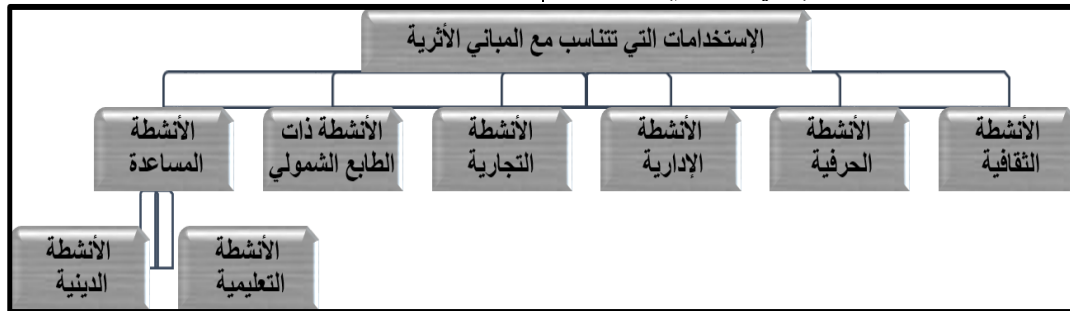 الإستخدامات التي تتناسب مع المباني الأثرية
الأنشطة
الثقافية
الأنشطة
الحرفية
الأنشطة
الإدارية
الأنشطة
التجارية
الأنشطة ذات
الطابع الشمولي
الأنشطة
المساعدة
الأنشطة
التعليمية
الأنشطة
الدينية